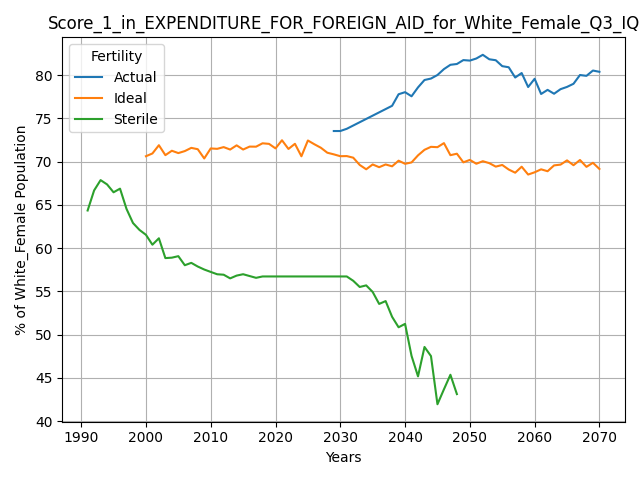 Score_1_in_EXPENDITURE_FOR_FOREIGN_AID_for_White_Female_Q3_IQ
Fertility
Actual
Ideal
Sterile
% of White_Female Population
80
75
70
65
60
55
50
45
40
1990 2000 2010 2020 2030 2040 2050 2060 2070
Years